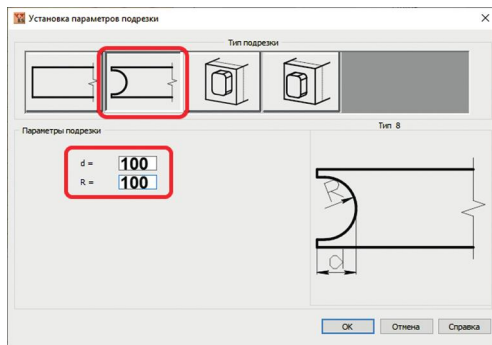 Установка параметров подрезки
Тип подрезки
Параметры подрезки
d =
100
R =
100
Тип 8
R
d
OK
Отмена
Справка